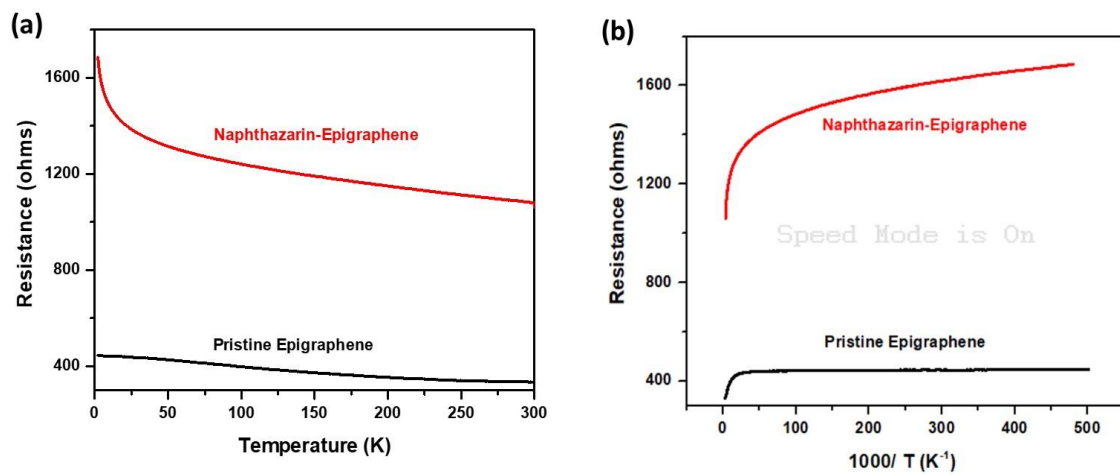 (a)
1600
1200
800
400
0 50 100 150 200 250 300
Resistance (ohms)
Temperature (K)
Naphthazarin-Epigraphene
Pristine Epigraphene
(b)
1600
1200
800
400
0 100 200 300 400 500
Resistance (ohms)
1000/ T (K⁻¹)
Naphthazarin-Epigraphene
Speed Mode is On
Pristine Epigraphene